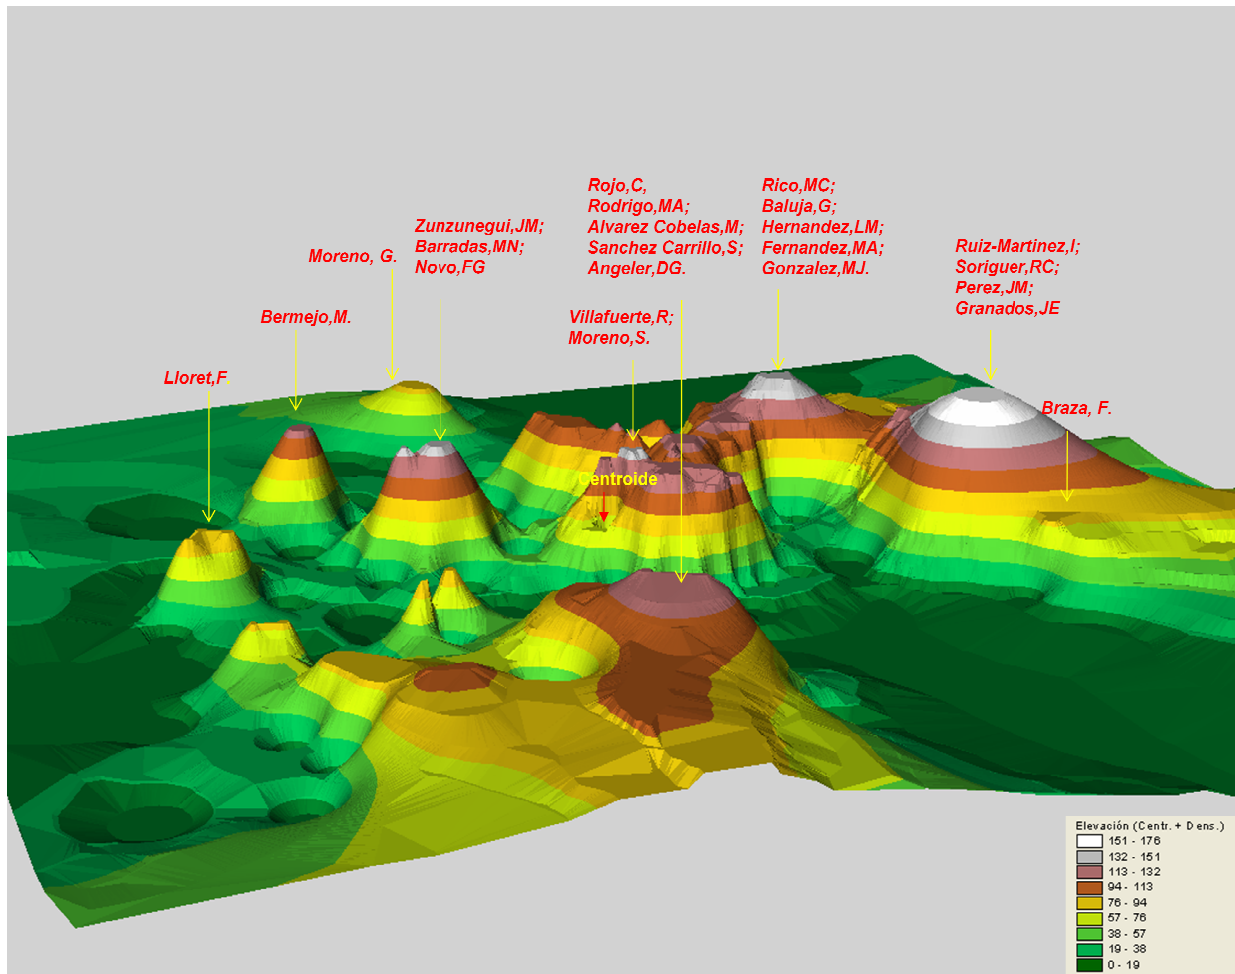 Rojo,C,
Rodrigo,MA;
Alvarez Cobelas,M;
Sanchez Carrillo,S;
Angeler,DG.
Rico,MC;
Baluja,G;
Hernandez,LM;
Fernandez,MA;
Gonzalez,MJ.
Zunzunegui,JM;
Barradas,MN;
Novo,FG
Moreno, G.
Ruiz-Martinez,I;
Soriguer,RC;
Perez,JM;
Granados,JE
Bermejo,M.
Villafuerte,R;
Moreno,S.
Lloret,F.
Braza, F.
Centroide
Elevación (Centr. + Dens.)
151 - 176
132 - 151
113 - 132
94 - 113
76 - 94
57 - 76
38 - 57
19 - 38
0 - 19